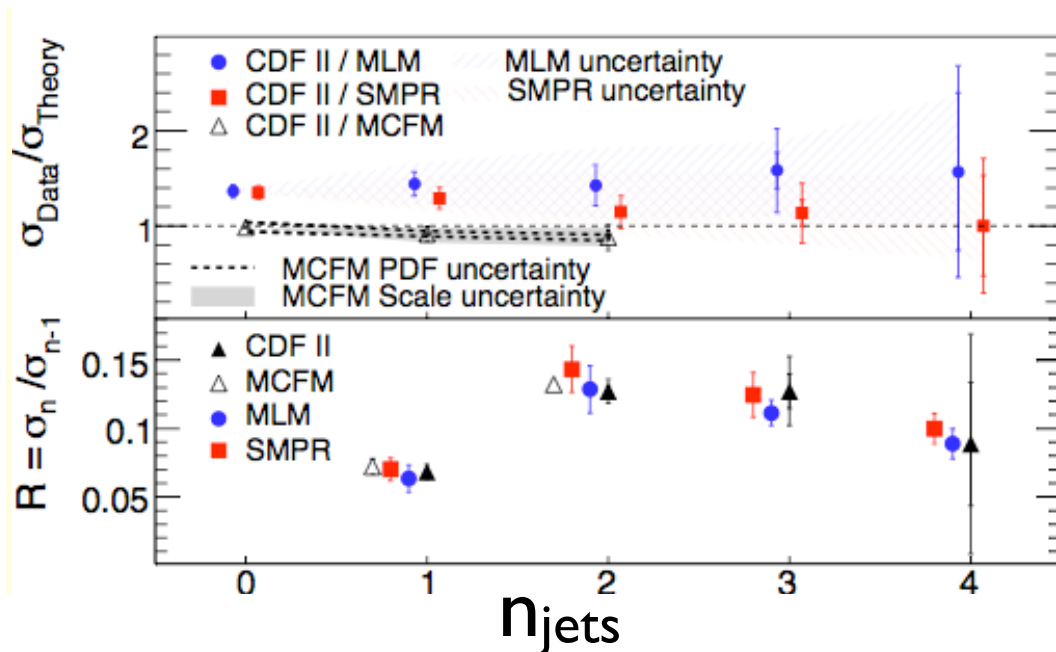 CDF II / MLM
MLM uncertainty
CDF II / SMPR
SMPR uncertainty
CDF II / MCFM
2
1
σData/σTheory
MCFM PDF uncertainty
MCFM Scale uncertainty
CDF II
MCFM
MLM
SMPR
0.15
0.1
0.05
R = σn/σn-1
0 1 2 3 4
njets